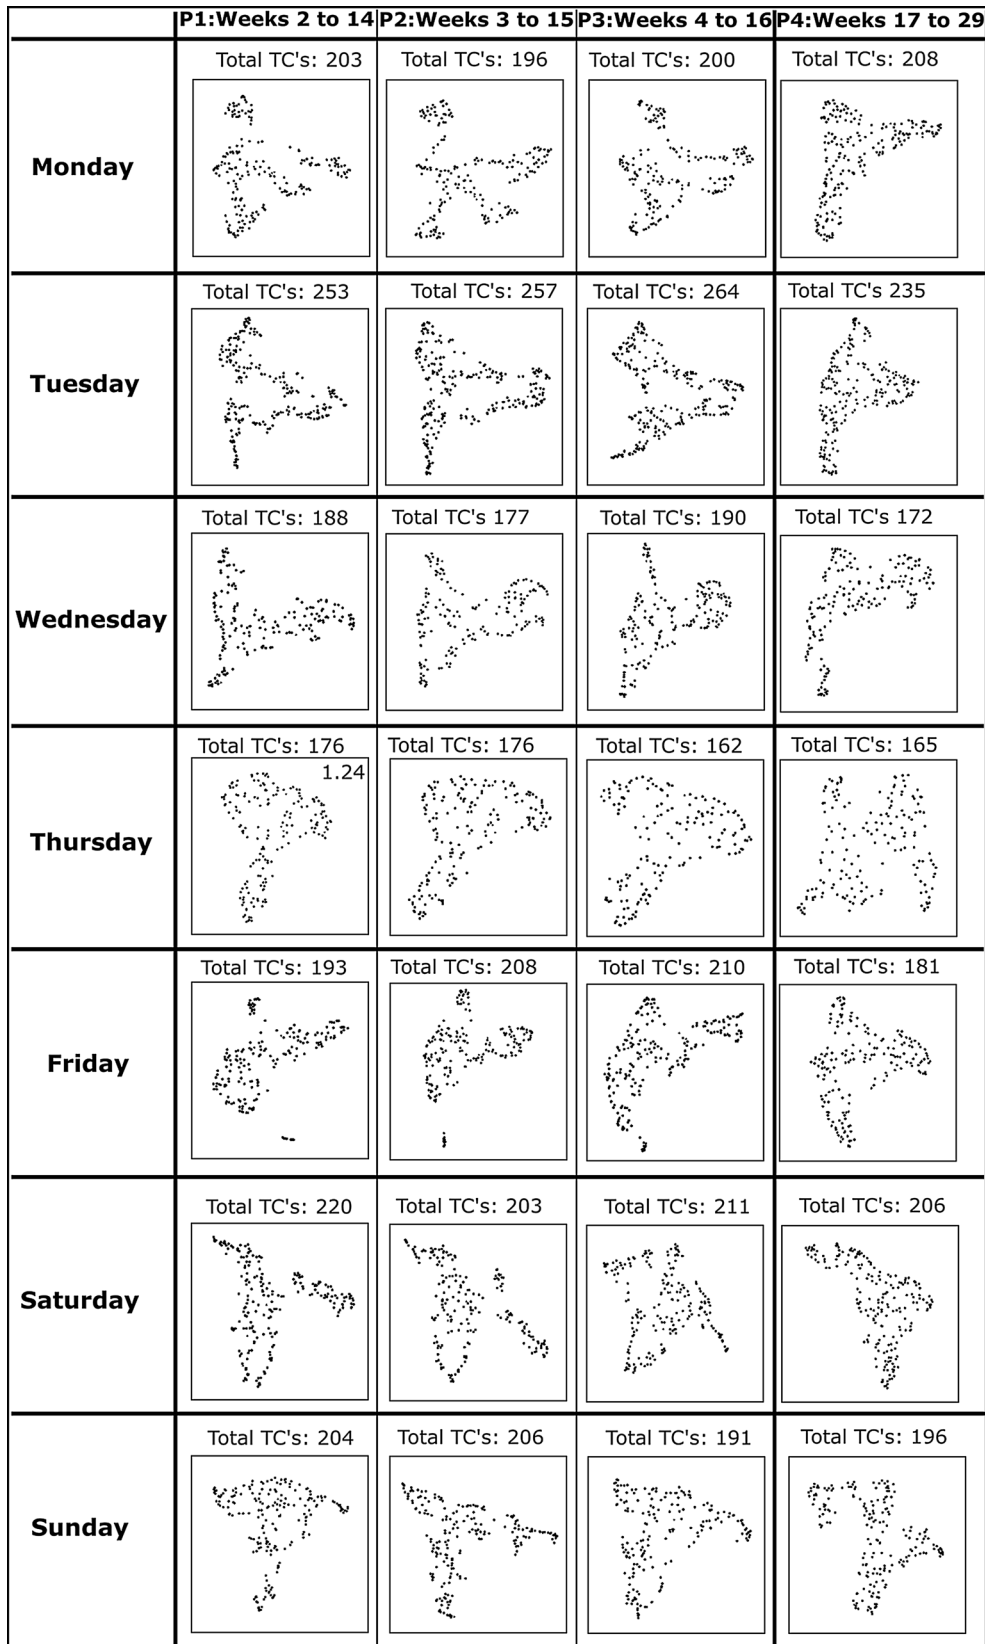 P1:Weeks 2 to 14 P2:Weeks 3 to 15 P3:Weeks 4 to 16 P4:Weeks 17 to 29
Total TC's: 203 Total TC's: 196 Total TC's: 200 Total TC's: 208
Monday
Total TC's: 253 Total TC's: 257 Total TC's: 264 Total TC's 235
Tuesday
Total TC's: 188 Total TC's 177 Total TC's: 190 Total TC's 172
Wednesday
Total TC's: 176 Total TC's: 176 Total TC's: 162 Total TC's: 165
1.24
Thursday
Total TC's: 193 Total TC's: 208 Total TC's: 210 Total TC's: 181
Friday
Total TC's: 220 Total TC's: 203 Total TC's: 211 Total TC's: 206
Saturday
Total TC's: 204 Total TC's: 206 Total TC's: 191 Total TC's: 196
Sunday